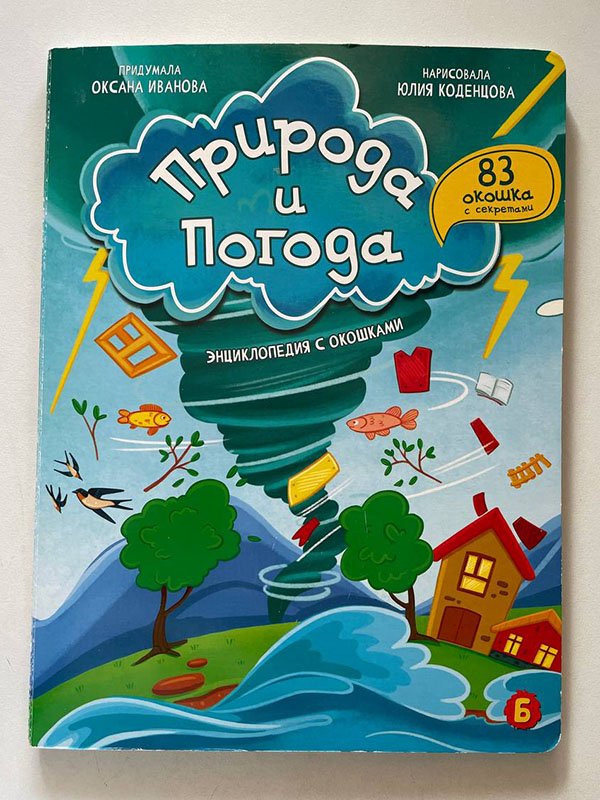 ПРИДУМАЛА
ОКСАНА ИВАНОВА
НАРИСОВАЛА
ЮЛИЯ КОДЕНЦОВА
Природа
и
Погода
83
окошка
с секретами
ЭНЦИКЛОПЕДИЯ С ОКОШКАМИ
Б